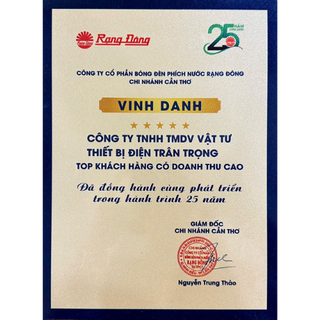 Rạng Đông
25 NĂM
CÔNG TY CỔ PHẦN BÓNG ĐÈN PHÍCH NƯỚC RẠNG ĐÔNG
CHI NHÁNH CẦN THƠ
VINH DANH
CÔNG TY TNHH TMDV VẬT TƯ
THIẾT BỊ ĐIỆN TRÂN TRỌNG
TOP KHÁCH HÀNG CÓ DOANH THU CAO
Đã đồng hành cùng phát triển
trong hành trình 25 năm
GIÁM ĐỐC
CHI NHÁNH CẦN THƠ
Nguyễn Trung Thảo